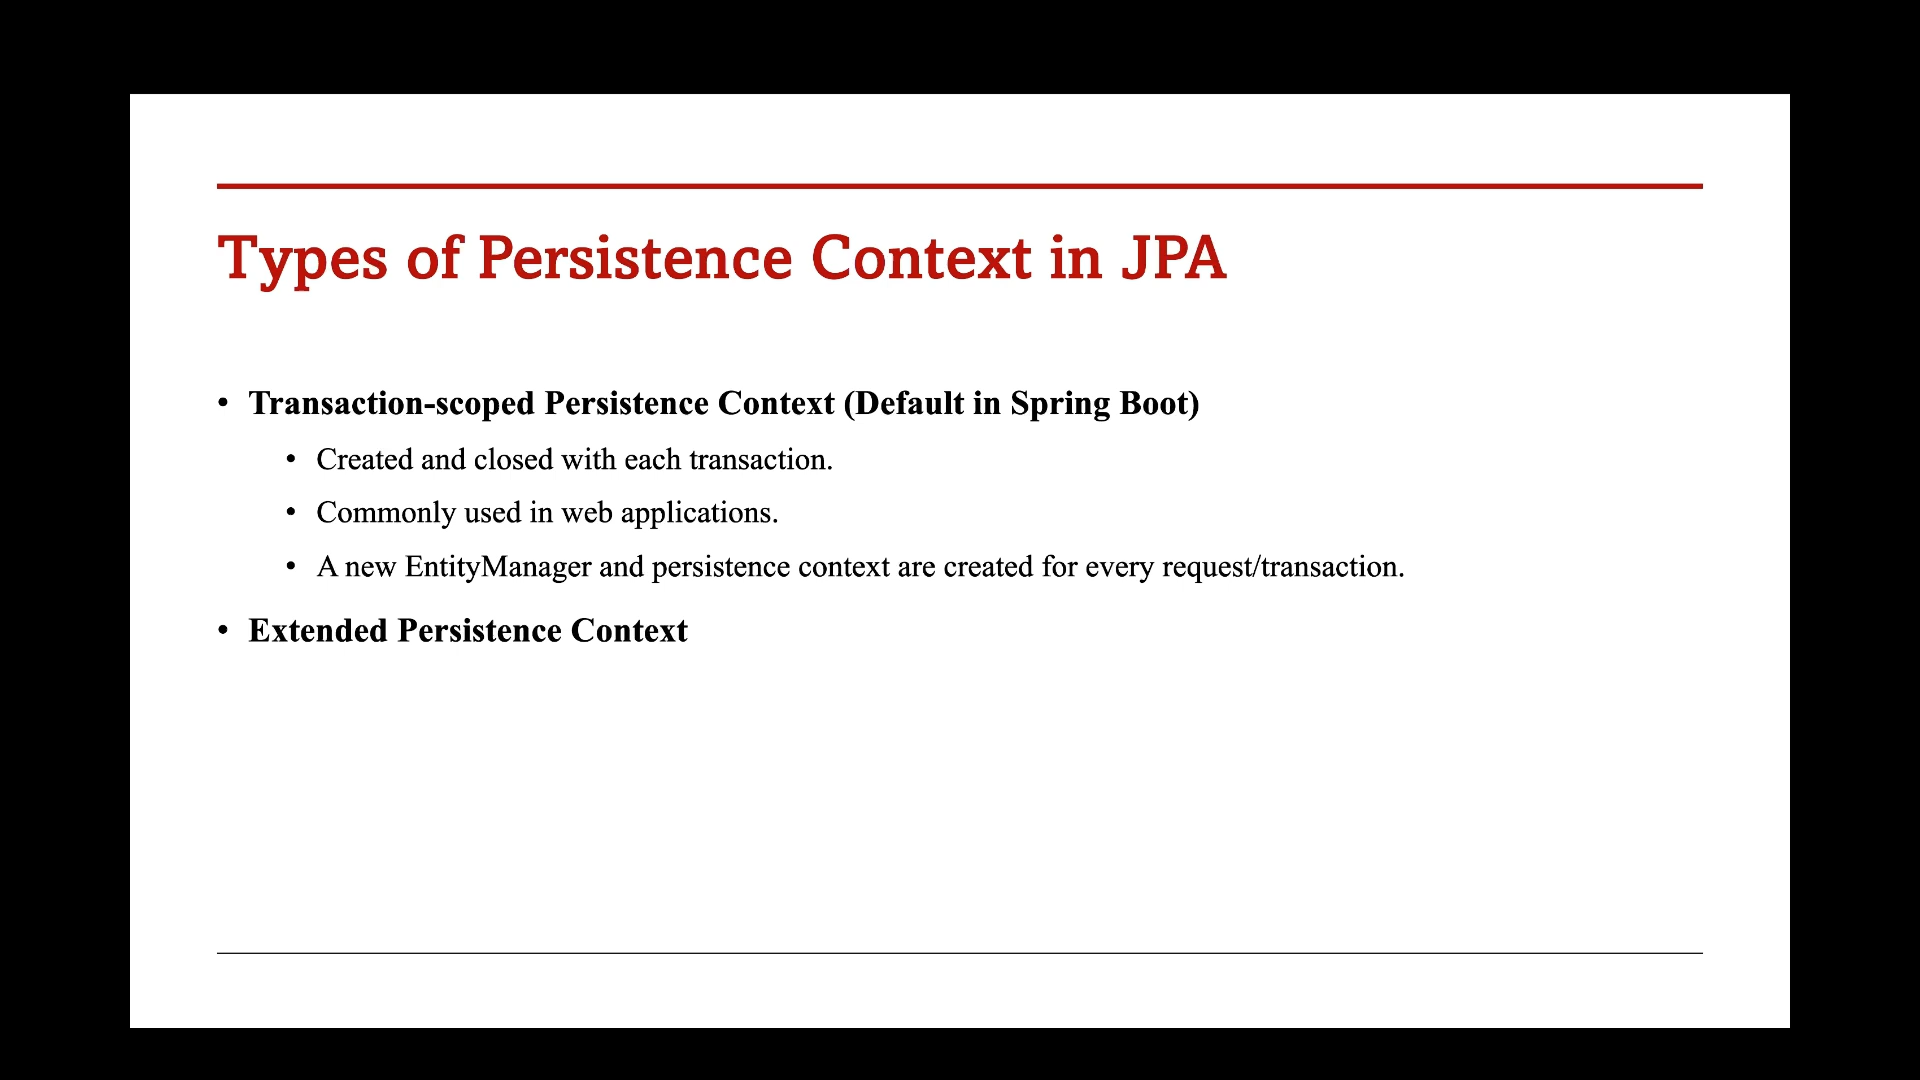 Types of Persistence Context in JPA
• Transaction-scoped Persistence Context (Default in Spring Boot)
• Created and closed with each transaction.
• Commonly used in web applications.
• A new EntityManager and persistence context are created for every request/transaction.
• Extended Persistence Context